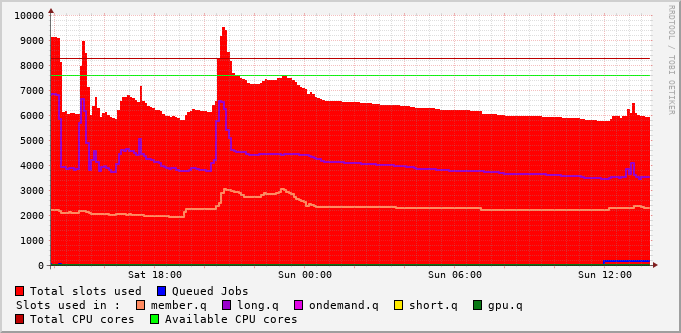 10000
9000
8000
7000
6000
5000
4000
3000
2000
1000
0
Sat 18:00 Sun 00:00 Sun 06:00 Sun 12:00
RRDTOOL / TOBI OETIKER
Total slots used Queued Jobs
Slots used in : member.q long.q ondemand.q short.q gpu.q
Total CPU cores Available CPU cores